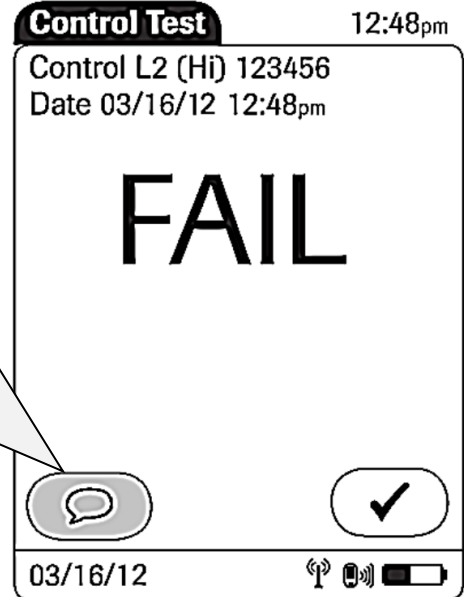 Control Test 12:48pm
Control L2 (Hi) 123456
Date 03/16/12 12:48pm
FAIL
03/16/12